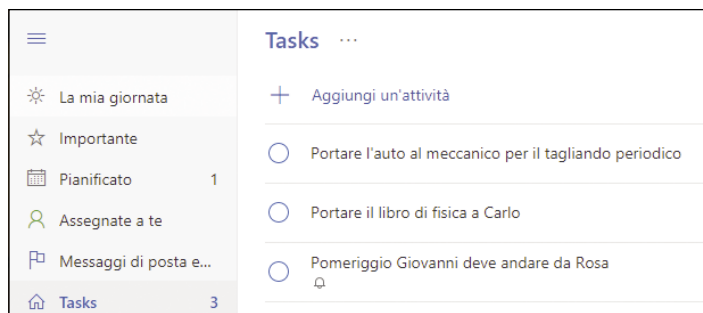 Tasks ...
La mia giornata
Importante
Pianificato 1
Assegnate a te
Messaggi di posta e...
Tasks 3
Aggiungi un'attività
Portare l'auto al meccanico per il tagliando periodico
Portare il libro di fisica a Carlo
Pomeriggio Giovanni deve andare da Rosa